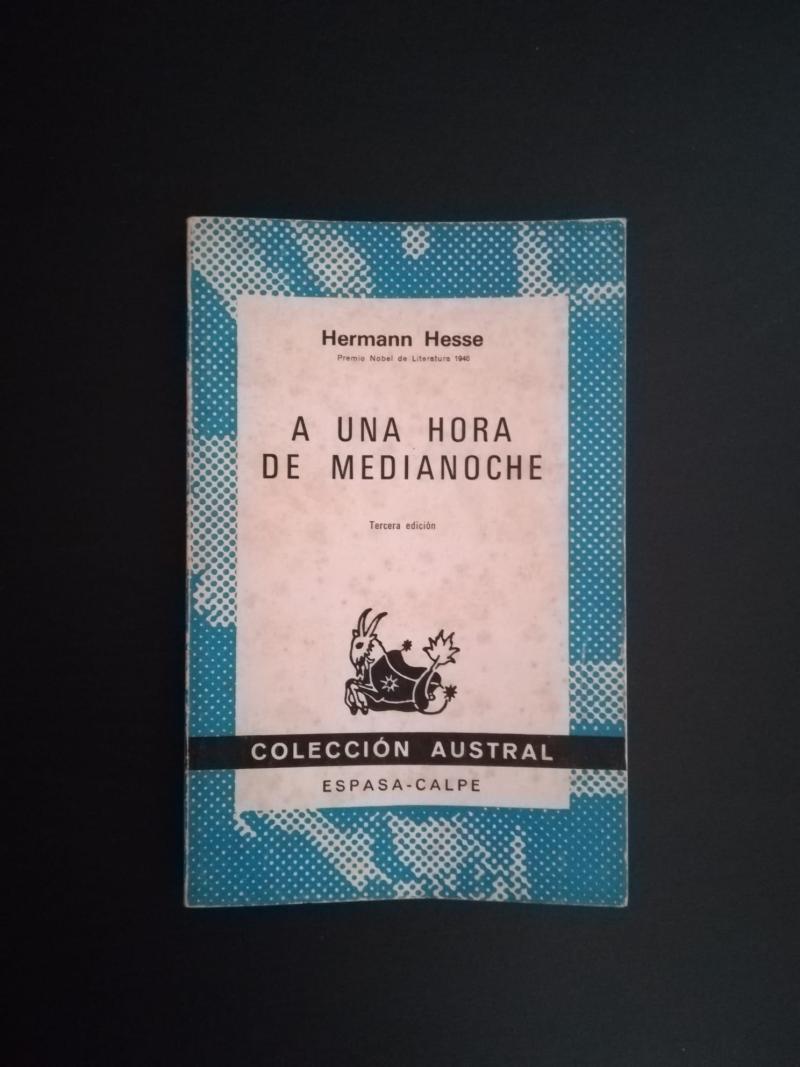 Hermann Hesse
Premio Nobel de Literatura 1946
A UNA HORA
DE MEDIANOCHE
Tercera edición
COLECCIÓN AUSTRAL
ESPASA-CALPE